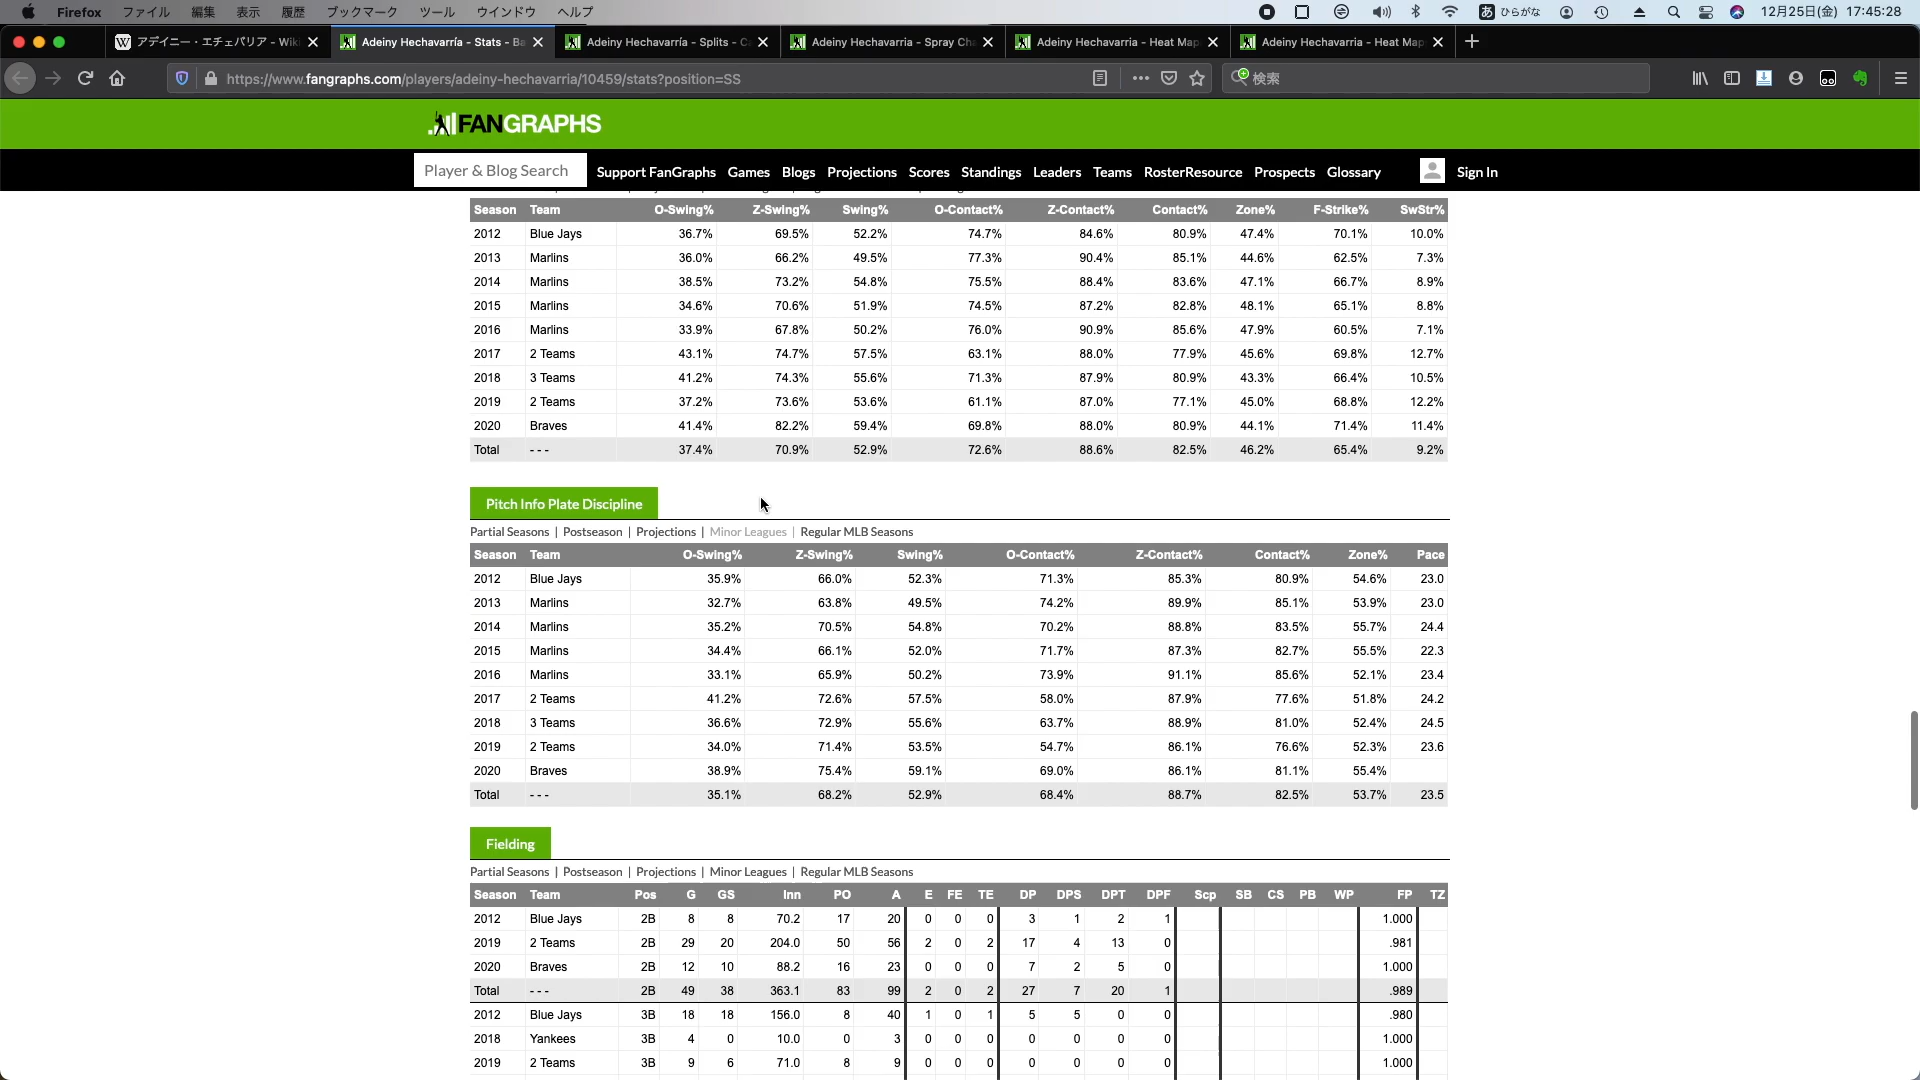 Firefox ファイル 編集 表示 履歴 ブックマーク ツール ウインドウ ヘルプ あ ひらがな 12月25日(金) 17:45:28
W アデイニー・エチェバリア - Wiki Adeiny Hechavarría - Stats - Ba Adeiny Hechavarría - Splits - C Adeiny Hechavarria - Spray Cha Adeiny Hechavarria - Heat Map Adeiny Hechavarria - Heat Map
https://www.fangraphs.com/players/adeiny-hechavarria/10459/stats?position=SS 検索
FANGRAPHS
Player & Blog Search Support FanGraphs Games Blogs Projections Scores Standings Leaders Teams RosterResource Prospects Glossary Sign In
Season Team O-Swing% Z-Swing% Swing% O-Contact% Z-Contact% Contact% Zone% F-Strike% SwStr%
2012 Blue Jays 36.7% 69.5% 52.2% 74.7% 84.6% 80.9% 47.4% 70.1% 10.0%
2013 Marlins 36.0% 66.2% 49.5% 77.3% 90.4% 85.1% 44.6% 62.5% 7.3%
2014 Marlins 38.5% 73.2% 54.8% 75.5% 88.4% 83.6% 47.1% 66.7% 8.9%
2015 Marlins 34.6% 70.6% 51.9% 74.5% 87.2% 82.8% 48.1% 65.1% 8.8%
2016 Marlins 33.9% 67.8% 50.2% 76.0% 90.9% 85.6% 47.9% 60.5% 7.1%
2017 2 Teams 43.1% 74.7% 57.5% 63.1% 88.0% 77.9% 45.6% 69.8% 12.7%
2018 3 Teams 41.2% 74.3% 55.6% 71.3% 87.9% 80.9% 43.3% 66.4% 10.5%
2019 2 Teams 37.2% 73.6% 53.6% 61.1% 87.0% 77.1% 45.0% 68.8% 12.2%
2020 Braves 41.4% 82.2% 59.4% 69.8% 88.0% 80.9% 44.1% 71.4% 11.4%
Total - - - 37.4% 70.9% 52.9% 72.6% 88.6% 82.5% 46.2% 65.4% 9.2%
Pitch Info Plate Discipline
Partial Seasons | Postseason | Projections | Minor Leagues | Regular MLB Seasons
Season Team O-Swing% Z-Swing% Swing% O-Contact% Z-Contact% Contact% Zone% Pace
2012 Blue Jays 35.9% 66.0% 52.3% 71.3% 85.3% 80.9% 54.6% 23.0
2013 Marlins 32.7% 63.8% 49.5% 74.2% 89.9% 85.1% 53.9% 23.0
2014 Marlins 35.2% 70.5% 54.8% 70.2% 88.8% 83.5% 55.7% 24.4
2015 Marlins 34.4% 66.1% 52.0% 71.7% 87.3% 82.7% 55.5% 22.3
2016 Marlins 33.1% 65.9% 50.2% 73.9% 91.1% 85.6% 52.1% 23.4
2017 2 Teams 41.2% 72.6% 57.5% 58.0% 87.9% 77.6% 51.8% 24.2
2018 3 Teams 36.6% 72.9% 55.6% 63.7% 88.9% 81.0% 52.4% 24.5
2019 2 Teams 34.0% 71.4% 53.5% 54.7% 86.1% 76.6% 52.3% 23.6
2020 Braves 38.9% 75.4% 59.1% 69.0% 86.1% 81.1% 55.4%
Total - - - 35.1% 68.2% 52.9% 68.4% 88.7% 82.5% 53.7% 23.5
Fielding
Partial Seasons | Postseason | Projections | Minor Leagues | Regular MLB Seasons
Season Team Pos G GS Inn PO A E FE TE DP DPS DPT DPF Scp SB CS PB WP FP TZ
2012 Blue Jays 2B 8 8 70.2 17 20 0 0 0 3 1 2 1 1.000
2019 2 Teams 2B 29 20 204.0 50 56 2 0 2 17 4 13 0 .981
2020 Braves 2B 12 10 88.2 16 23 0 0 0 7 2 5 0 1.000
Total - - - 2B 49 38 363.1 83 99 2 0 2 27 7 20 1 .989
2012 Blue Jays 3B 18 18 156.0 8 40 1 0 1 5 5 0 0 .980
2018 Yankees 3B 4 0 10.0 0 3 0 0 0 0 0 0 0 1.000
2019 2 Teams 3B 9 6 71.0 8 9 0 0 0 0 0 0 0 1.000